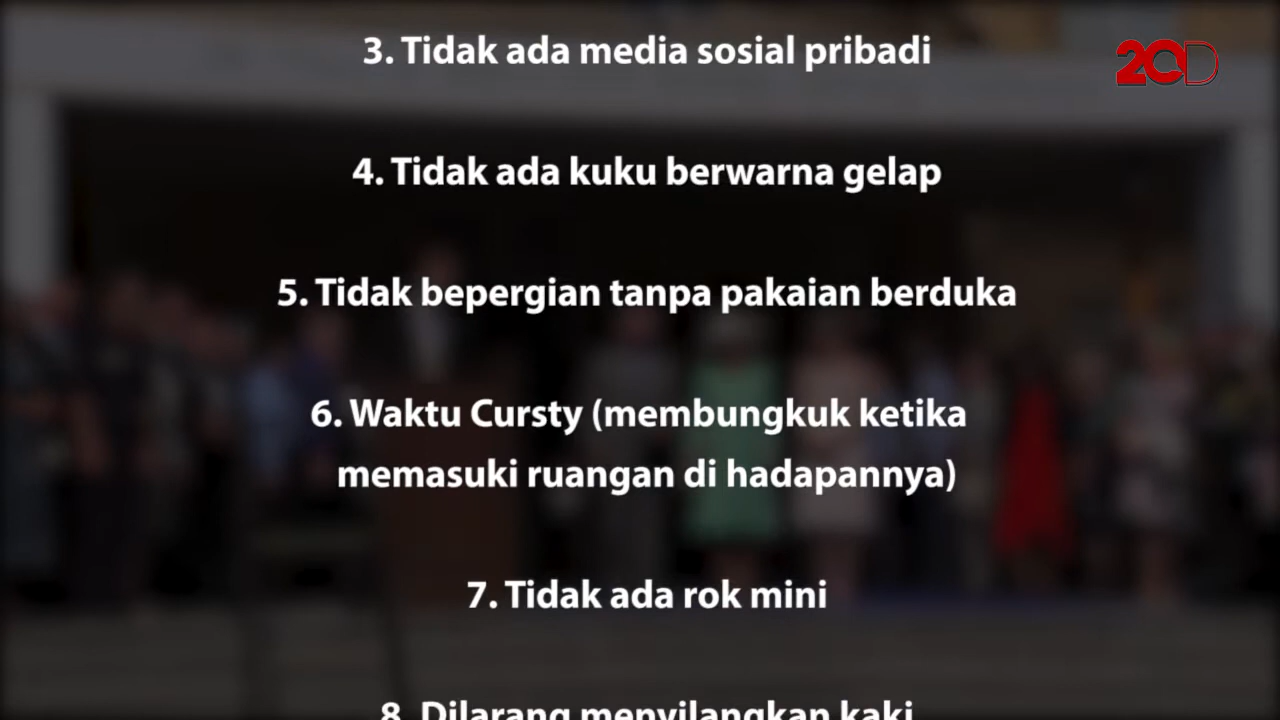 3. Tidak ada media sosial pribadi
20D
4. Tidak ada kuku berwarna gelap
5. Tidak bepergian tanpa pakaian berduka
6. Waktu Cursty (membungkuk ketika
memasuki ruangan di hadapannya)
7. Tidak ada rok mini
8. Dilarang menyilangkan kaki